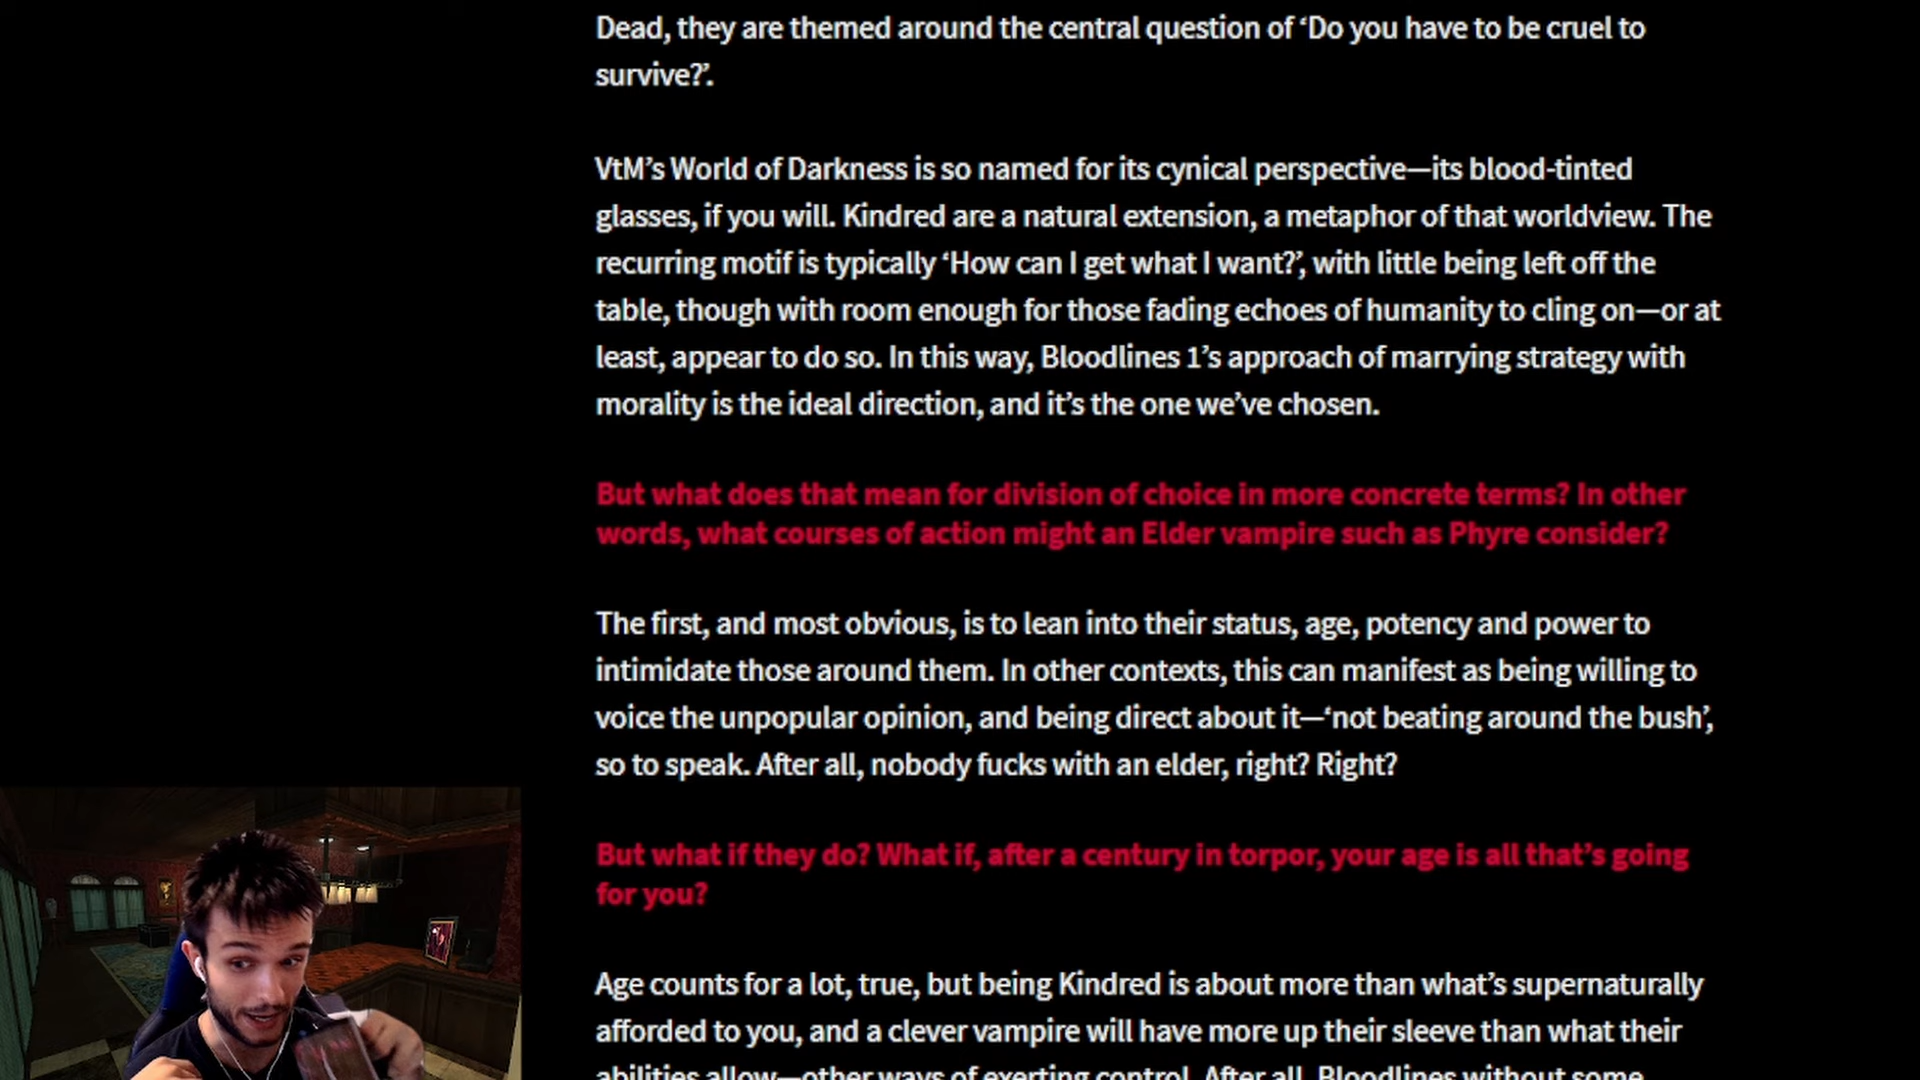 Dead, they are themed around the central question of ‘Do you have to be cruel to
survive?’.
VtM’s World of Darkness is so named for its cynical perspective—its blood-tinted
glasses, if you will. Kindred are a natural extension, a metaphor of that worldview. The
recurring motif is typically ‘How can I get what I want?’, with little being left off the
table, though with room enough for those fading echoes of humanity to cling on—or at
least, appear to do so. In this way, Bloodlines 1’s approach of marrying strategy with
morality is the ideal direction, and it’s the one we’ve chosen.
But what does that mean for division of choice in more concrete terms? In other
words, what courses of action might an Elder vampire such as Phyre consider?
The first, and most obvious, is to lean into their status, age, potency and power to
intimidate those around them. In other contexts, this can manifest as being willing to
voice the unpopular opinion, and being direct about it—‘not beating around the bush’,
so to speak. After all, nobody fucks with an elder, right? Right?
But what if they do? What if, after a century in torpor, your age is all that’s going
for you?
Age counts for a lot, true, but being Kindred is about more than what’s supernaturally
afforded to you, and a clever vampire will have more up their sleeve than what their
abilities allow—other ways of exerting control. After all, Bloodlines without some